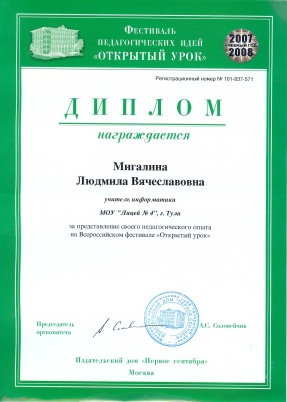 ФЕСТИВАЛЬ
ПЕДАГОГИЧЕСКИХ ИДЕЙ
«ОТКРЫТЫЙ УРОК»
2007
УЧЕБНЫЙ ГОД
2008
Регистрационный номер № 101-837-571
ДИПЛОМ
награждается
Мигалина
Людмила Вячеславовна
учитель информатики
МОУ "Лицей № 4", г. Тула
за представление своего педагогического опыта
на Всероссийском фестивале «Открытый урок»
Председатель
оргкомитета
А.С. Соловейчик
Издательский дом «Первое сентября»
Москва